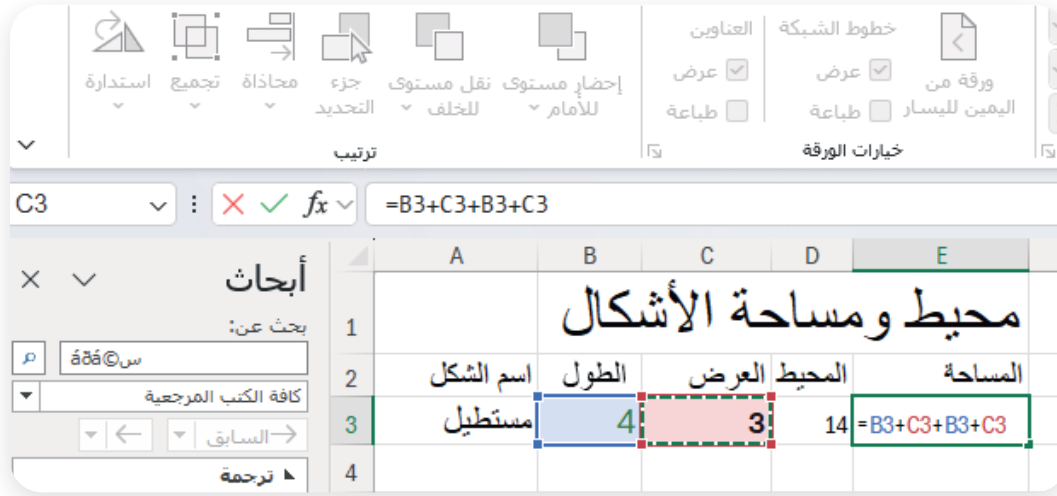 خطوط الشبكة
العناوين
عرض
عرض
طباعة
طباعة
ورقة من
اليمين لليسار
إحضار مستوى
للأمام
نقل مستوى
للخلف
جزء
التحديد
محاذاة
تجميع
استدارة
خيارات الورقة
ترتيب
C3
fx
=B3+C3+B3+C3
أبحاث
بحث عن:
áðá©س
كافة الكتب المرجعية
السابق
ترجمة
A B C D E
1 محيط ومساحة الأشكال
2 اسم الشكل الطول العرض المحيط المساحة
3 مستطيل 4 3 14 =B3+C3+B3+C3
4